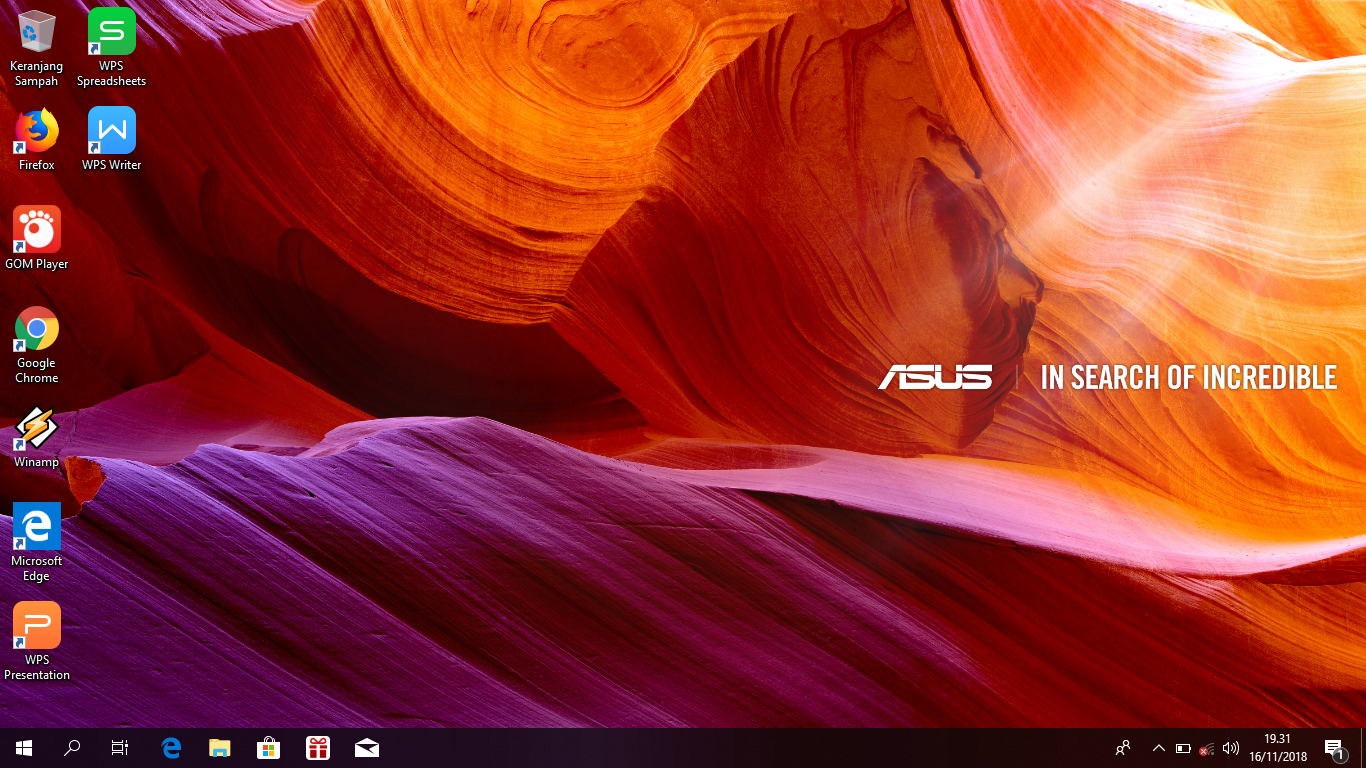 Keranjang
Sampah
WPS
Spreadsheets
Firefox
WPS Writer
GOM Player
Google
Chrome
Winamp
Microsoft
Edge
WPS
Presentation
ASUS | IN SEARCH OF INCREDIBLE
19.31
16/11/2018
1